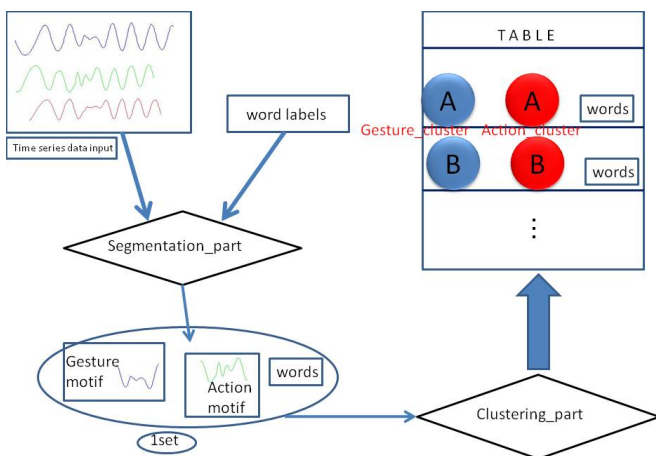 Time series data input
word labels
Segmentation_part
Gesture
motif
Action
motif
words
1set
Clustering_part
TABLE
A
A
words
Gesture_cluster
Action_cluster
B
B
words
⋮